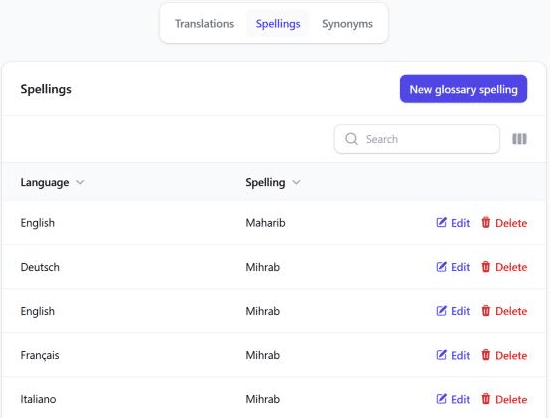 Translations Spellings Synonyms
Spellings New glossary spelling
Search
Language Spelling
English Maharib Edit Delete
Deutsch Mihrab Edit Delete
English Mihrab Edit Delete
Français Mihrab Edit Delete
Italiano Mihrab Edit Delete